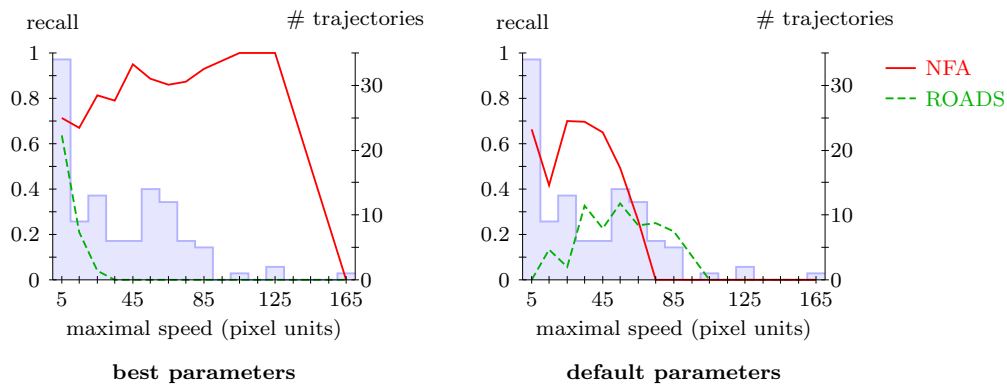 recall # trajectories
1
0.8
0.6
0.4
0.2
0
30
20
10
0
5 45 85 125 165
maximal speed (pixel units)
best parameters
recall # trajectories
1
0.8
0.6
0.4
0.2
0
30
20
10
0
5 45 85 125 165
maximal speed (pixel units)
default parameters
NFA
ROADS